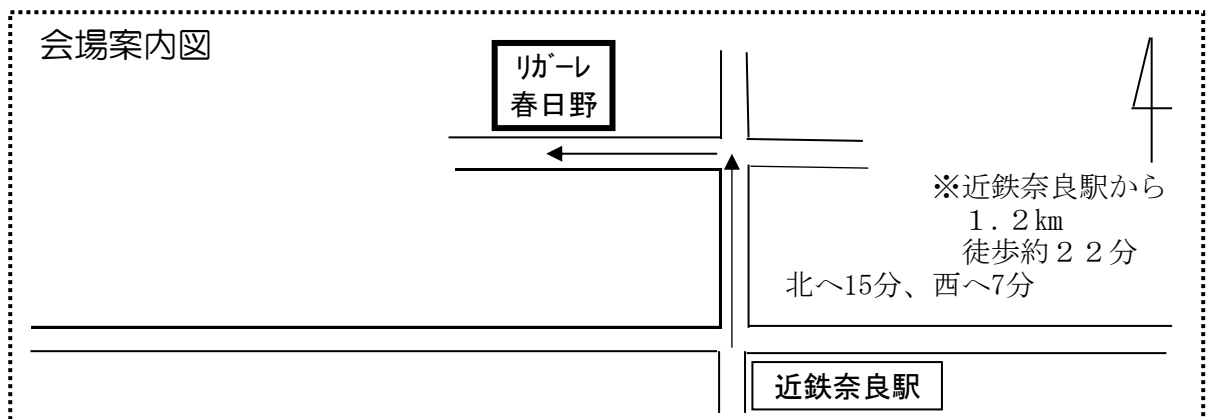 会場案内図
ﾘｶﾞｰﾚ
春日野
※近鉄奈良駅から
１．２㎞
徒歩約２２分
北へ15分、西へ7分
近鉄奈良駅